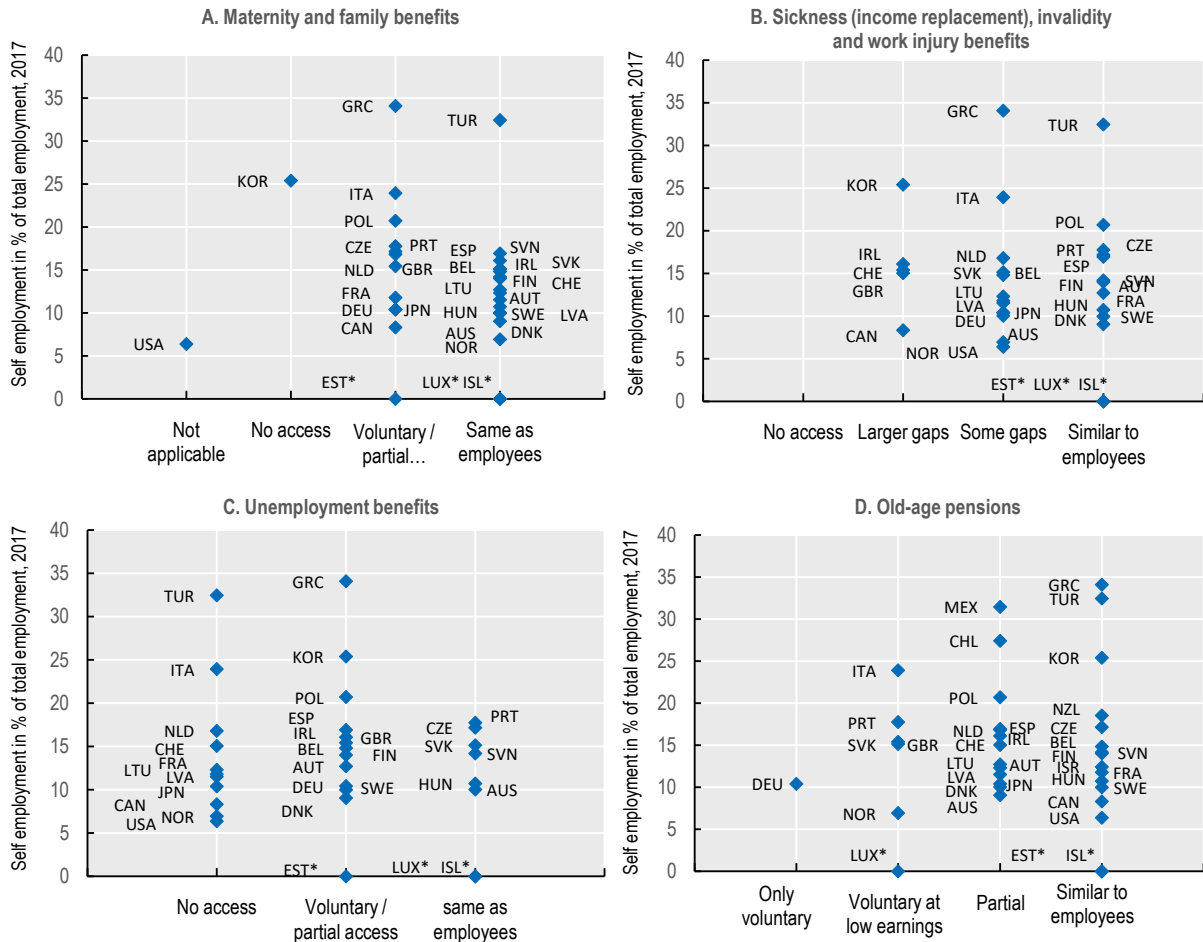 A. Maternity and family benefits
Self employment in % of total employment, 2017
40
35
30
25
20
15
10
5
0
GRC
TUR
KOR
ITA
POL
CZE
PRT
ESP
SVN
NLD
GBR
BEL
IRL
SVK
LTU
FIN
CHE
FRA
AUT
DEU
JPN
HUN
SWE
LVA
CAN
AUS
DNK
USA
NOR
EST*
LUX*
ISL*
Not
applicable
No access
Voluntary /
partial…
Same as
employees
B. Sickness (income replacement), invalidity
and work injury benefits
Self employment in % of total employment, 2017
40
35
30
25
20
15
10
5
0
GRC
TUR
KOR
ITA
POL
PRT
CZE
IRL
NLD
ESP
CHE
SVK
BEL
FIN
SVN
AUT
GBR
LTU
LVA
HUN
FRA
JPN
DEU
DNK
SWE
CAN
AUS
NOR
USA
EST*
LUX*
ISL*
No access
Larger gaps
Some gaps
Similar to
employees
C. Unemployment benefits
Self employment in % of total employment, 2017
40
35
30
25
20
15
10
5
0
GRC
TUR
KOR
ITA
POL
PRT
ESP
CZE
NLD
IRL
GBR
CHE
BEL
FIN
SVK
SVN
FRA
LTU
LVA
AUT
JPN
DEU
SWE
HUN
AUS
CAN
DNK
NOR
USA
EST*
LUX*
ISL*
No access
Voluntary /
partial access
same as
employees
D. Old-age pensions
Self employment in % of total employment, 2017
40
35
30
25
20
15
10
5
0
GRC
TUR
MEX
CHL
KOR
ITA
POL
NZL
PRT
NLD
ESP
CZE
SVK
GBR
CHE
IRL
BEL
FIN
SVN
LTU
AUT
ISR
FRA
DEU
LVA
JPN
HUN
SWE
DNK
CAN
AUS
NOR
USA
LUX*
EST*
ISL*
Only
voluntary
Voluntary at
low earnings
Partial
Similar to
employees